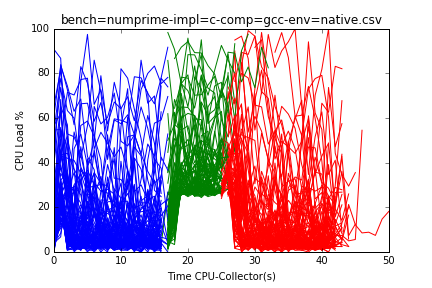 bench=numprime-impl=c-comp=gcc-env=native.csv
100
80
60
40
20
0
CPU Load %
0 10 20 30 40 50
Time CPU-Collector(s)